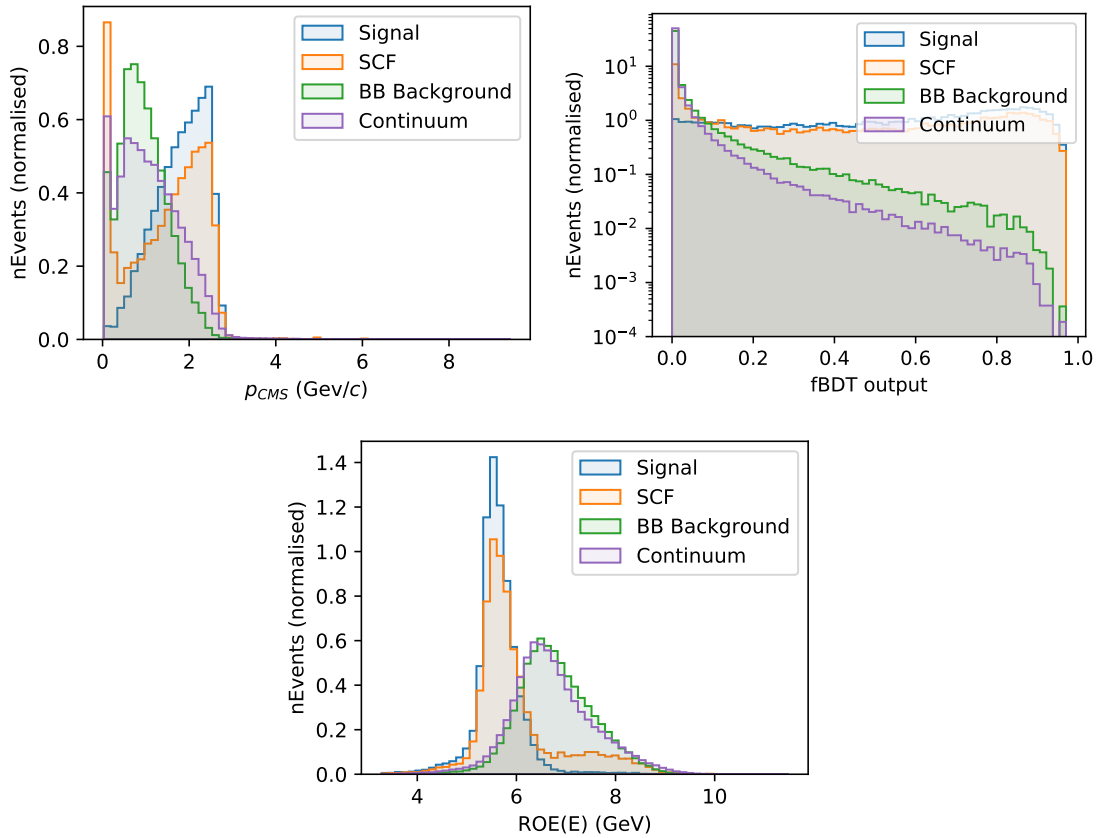 nEvents (normalised)
0.8
0.6
0.4
0.2
0.0
0
2
4
6
8
p_{CMS} (Gev/c)
Signal
SCF
BB Background
Continuum
nEvents (normalised)
10^1
10^0
10^{-1}
10^{-2}
10^{-3}
10^{-4}
0.0
0.2
0.4
0.6
0.8
1.0
fBDT output
Signal
SCF
BB Background
Continuum
nEvents (normalised)
1.4
1.2
1.0
0.8
0.6
0.4
0.2
0.0
4
6
8
10
ROE(E) (GeV)
Signal
SCF
BB Background
Continuum